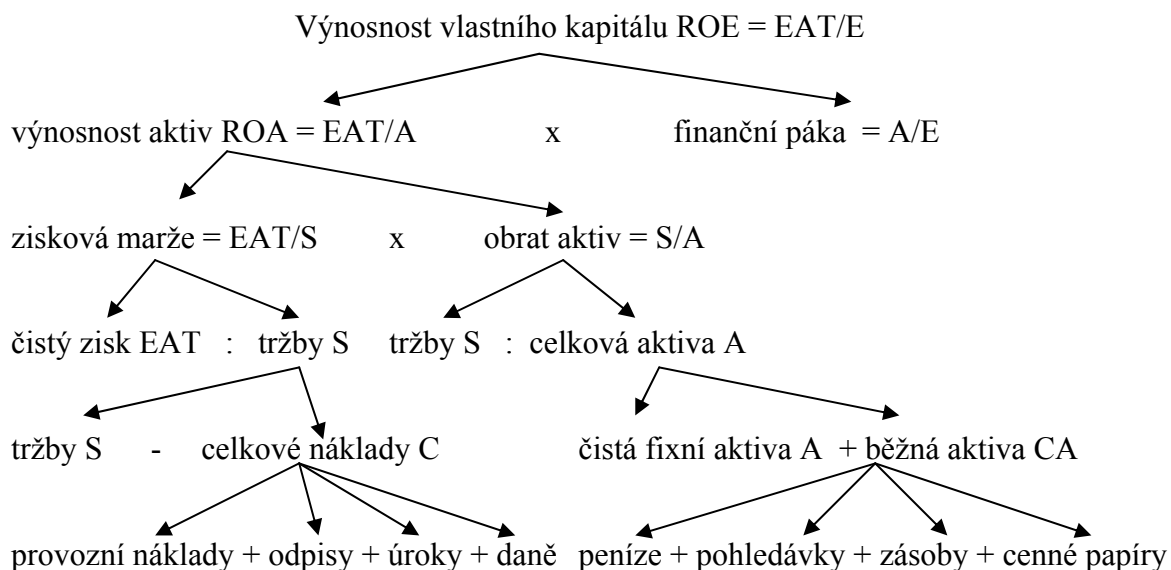 Výnosnost vlastního kapitálu ROE = EAT/E
výnosnost aktiv ROA = EAT/A x finanční páka = A/E
zisková marže = EAT/S x obrat aktiv = S/A
čistý zisk EAT : tržby S tržby S : celková aktiva A
tržby S - celkové náklady C čistá fixní aktiva A + běžná aktiva CA
provozní náklady + odpisy + úroky + daně peníze + pohledávky + zásoby + cenné papíry